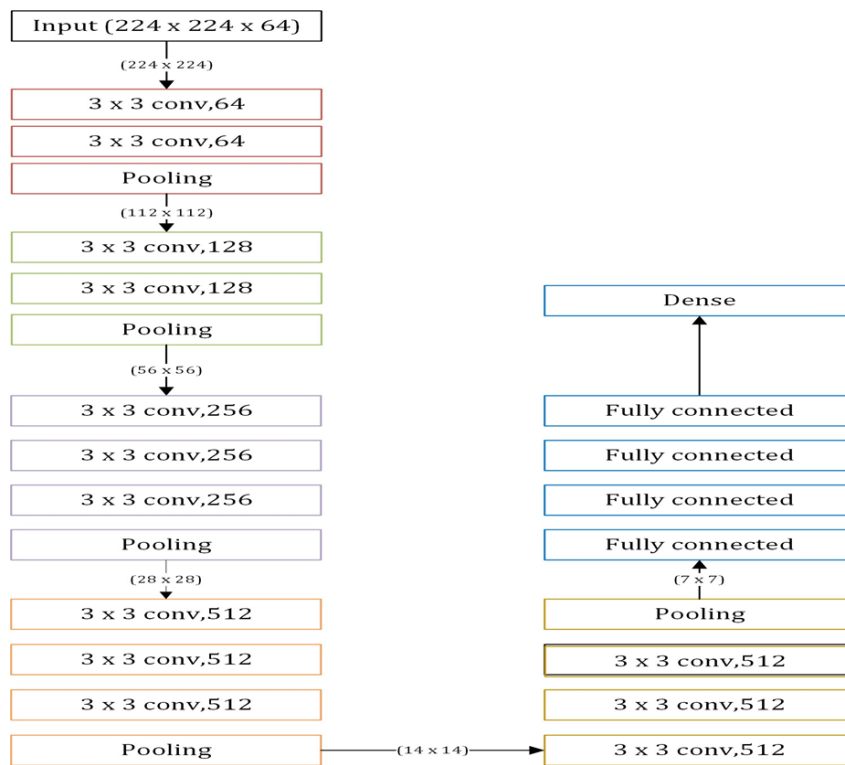 Input (224 x 224 x 64)
(224 x 224)
3 x 3 conv,64
3 x 3 conv,64
Pooling
(112 x 112)
3 x 3 conv,128
3 x 3 conv,128
Pooling
(56 x 56)
3 x 3 conv,256
3 x 3 conv,256
3 x 3 conv,256
Pooling
(28 x 28)
3 x 3 conv,512
3 x 3 conv,512
3 x 3 conv,512
Pooling
(14 x 14)
3 x 3 conv,512
3 x 3 conv,512
3 x 3 conv,512
Pooling
(7 x 7)
Fully connected
Fully connected
Fully connected
Fully connected
Dense